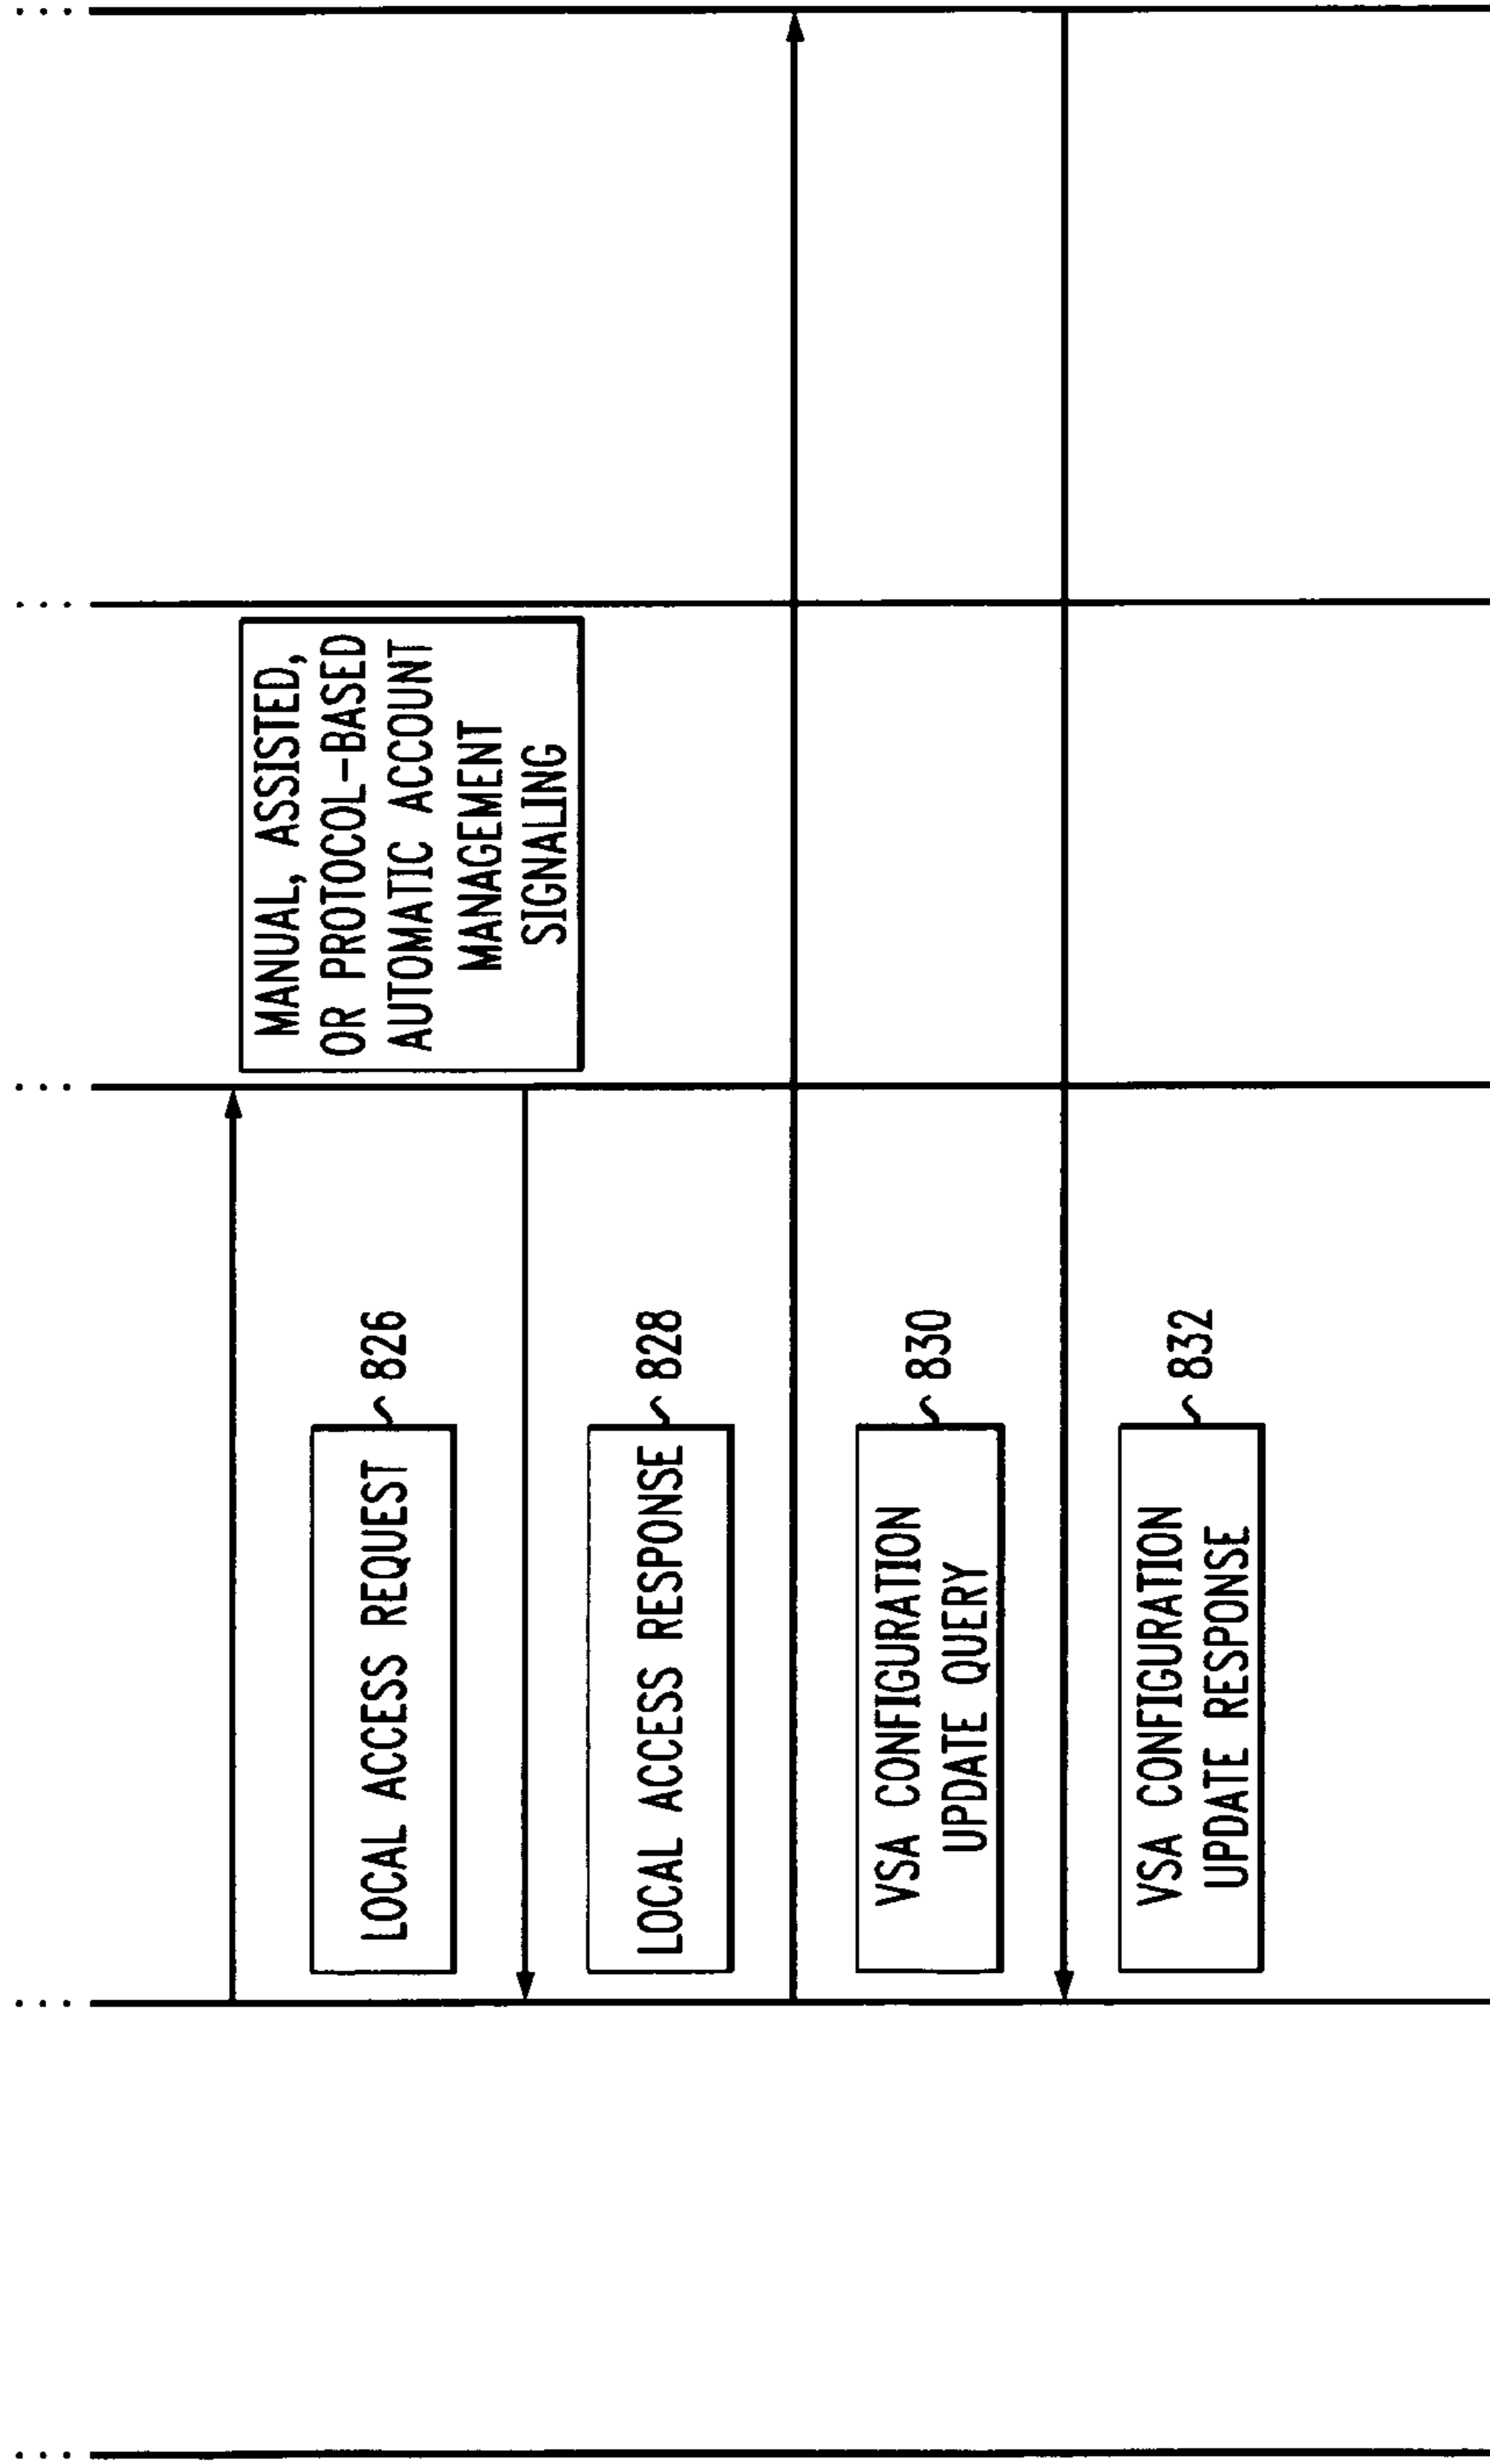 LOCAL ACCESS REQUEST
826
MANUAL, ASSISTED,
OR PROTOCOL-BASED
AUTOMATIC ACCOUNT
MANAGEMENT
SIGNALING
LOCAL ACCESS RESPONSE
828
VSA CONFIGURATION
UPDATE QUERY
830
VSA CONFIGURATION
UPDATE RESPONSE
832